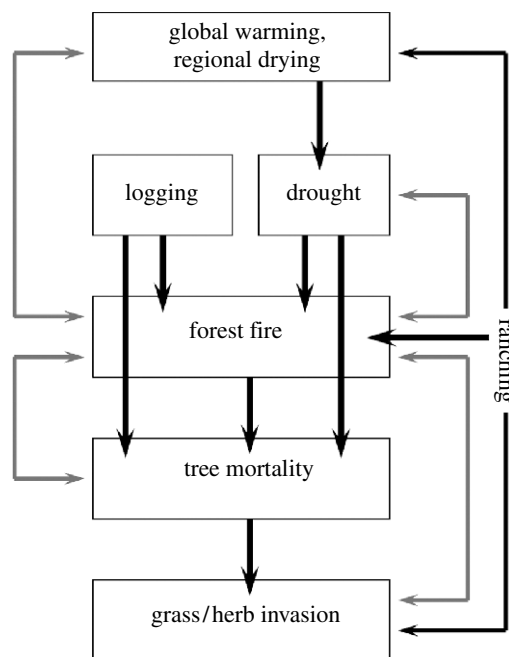 global warming,
regional drying
logging
drought
forest fire
ranching
tree mortality
grass/herb invasion